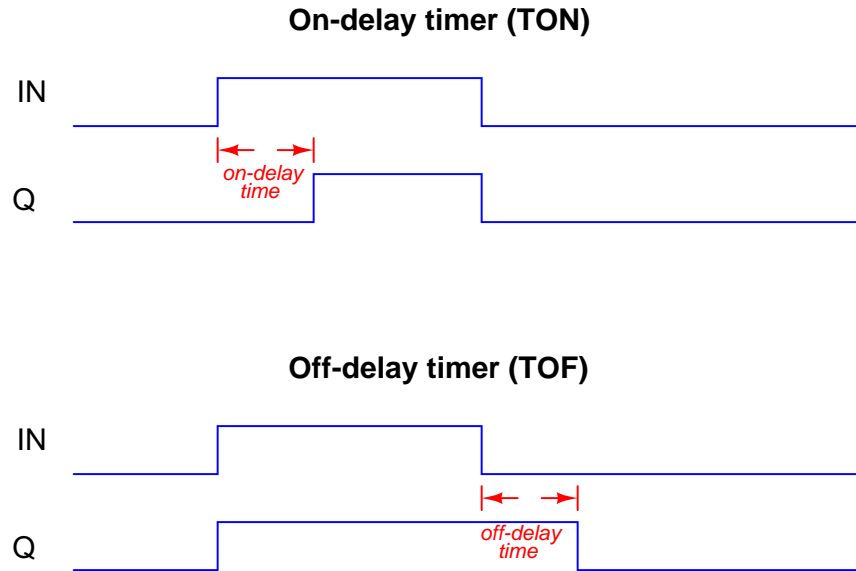 On-delay timer (TON)
IN
on-delay
time
Q
Off-delay timer (TOF)
IN
off-delay
time
Q